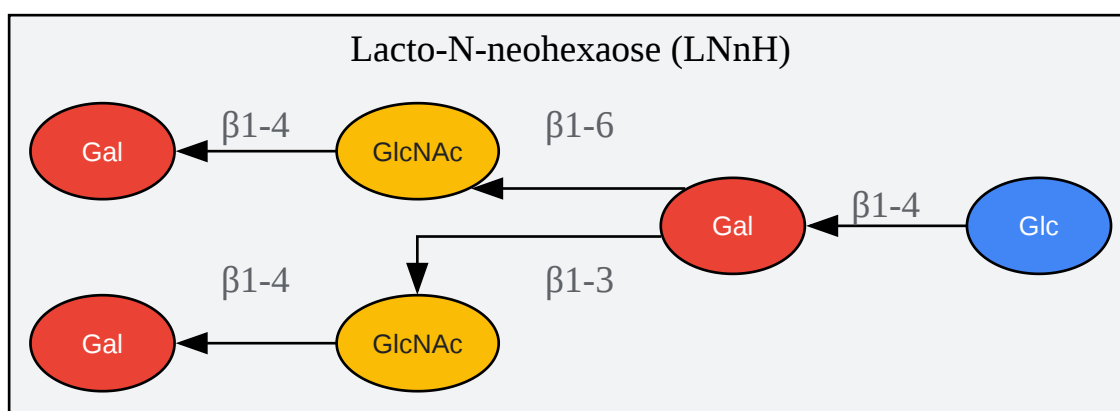 Lacto-N-neohexaose (LNnH)
β1-4
β1-6
Gal
GlcNAc
β1-4
Gal
Glc
β1-4
β1-3
Gal
GlcNAc